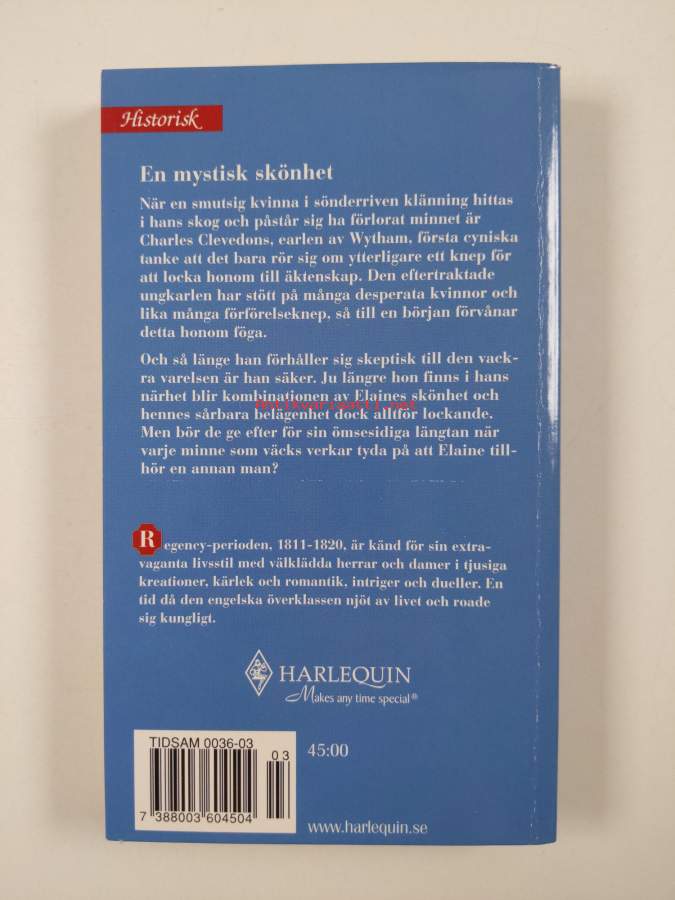 Historisk
En mystisk skönhet
När en smutsig kvinna i sönderriven klänning hittas
i hans skog och påstår sig ha förlorat minnet är
Charles Clevedons, earlen av Wytham, första cyniska
tanke att det bara rör sig om ytterligare ett knep för
att locka honom till äktenskap. Den eftertraktade
ungkarlen har stött på många desperata kvinnor och
lika många förförelseknep, så till en början förvånar
detta honom föga.
Och så länge han förhåller sig skeptisk till den vack-
ra varelsen är han säker. Ju längre hon finns i hans
närhet blir kombinationen av Elaines skönhet och
hennes sårbara belägenhet dock alltför lockande.
Men bör de ge efter för sin ömsesidiga längtan när
varje minne som väcks verkar tyda på att Elaine till-
hör en annan man?
Regency-perioden, 1811-1820, är känd för sin extra-
vaganta livsstil med välklädda herrar och damer i tjusiga
kreationer, kärlek och romantik, intriger och dueller. En
tid då den engelska överklassen njöt av livet och roade
sig kungligt.
HARLEQUIN
Makes any time special®
TIDSAM 0036-03
03
45:00
7 388003 604504
www.harlequin.se